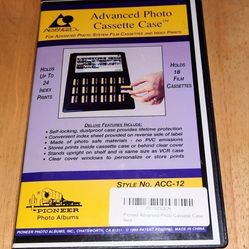 Advanced Photo
Cassette Case™
FOR ADVANCED PHOTO SYSTEM FILM CASSETTES AND INDEX PRINTS
HOLDS
UP TO
24
INDEX
PRINTS
HOLDS
18
FILM
CASSETTES
DELUXE FEATURES INCLUDE:
• Self-locking, dustproof case provides lifetime protection
• Convenient index sheet provided on reverse side of label
• Made of photo safe materials - no PVC emissions
• Stores prints inside cassette case or behind clear cover
• Stands upright on shelf and is same size as VCR case
• Clear cover windows to personalize or store prints
STYLE NO. ACC-12
PIONEER
Photo Albums
Pioneer Advanced Photo Cassette Case
PIONEER PHOTO ALBUMS, INC., CHATSWORTH, CA 91311